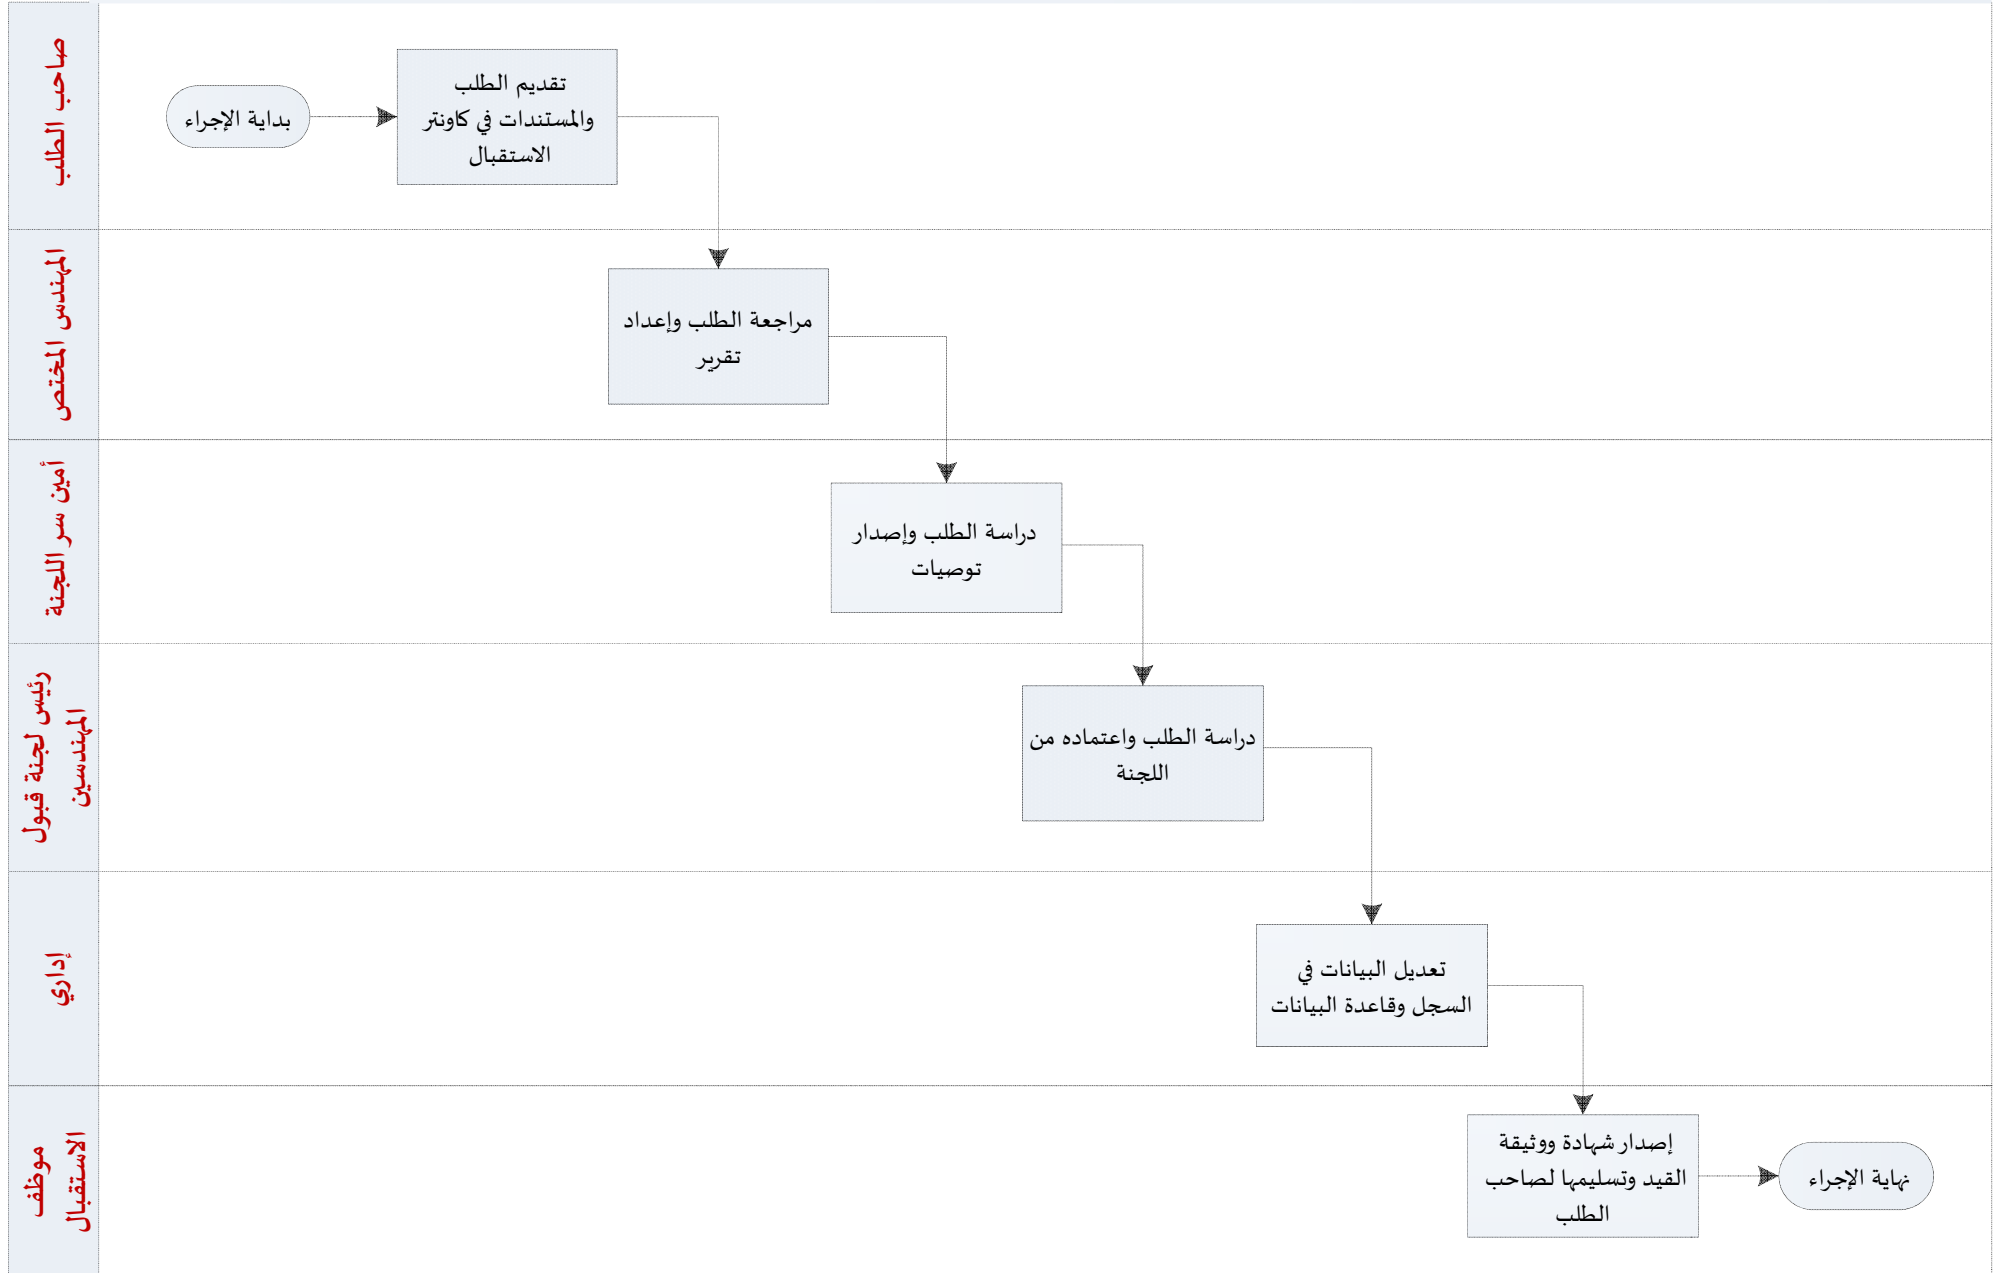 صاحب الطلب
بداية الإجراء
تقديم الطلب
والمستندات في كاونتر
الاستقبال
المهندس المختص
مراجعة الطلب وإعداد
تقرير
أمين سر اللجنة
دراسة الطلب وإصدار
توصيات
رئيس لجنة قبول
المهندسين
دراسة الطلب واعتماده من
اللجنة
إداري
تعديل البيانات في
السجل وقاعدة البيانات
موظف
الاستقبال
إصدار شهادة ووثيقة
القيد وتسليمها لصاحب
الطلب
نهاية الإجراء